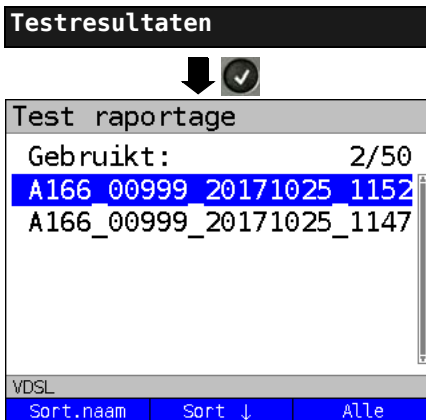 Testresultaten
Test raportage
Gebruikt: 2/50
A166_00999_20171025_1152
A166_00999_20171025_1147
VDSL
Sort.naam Sort ↓ Alle